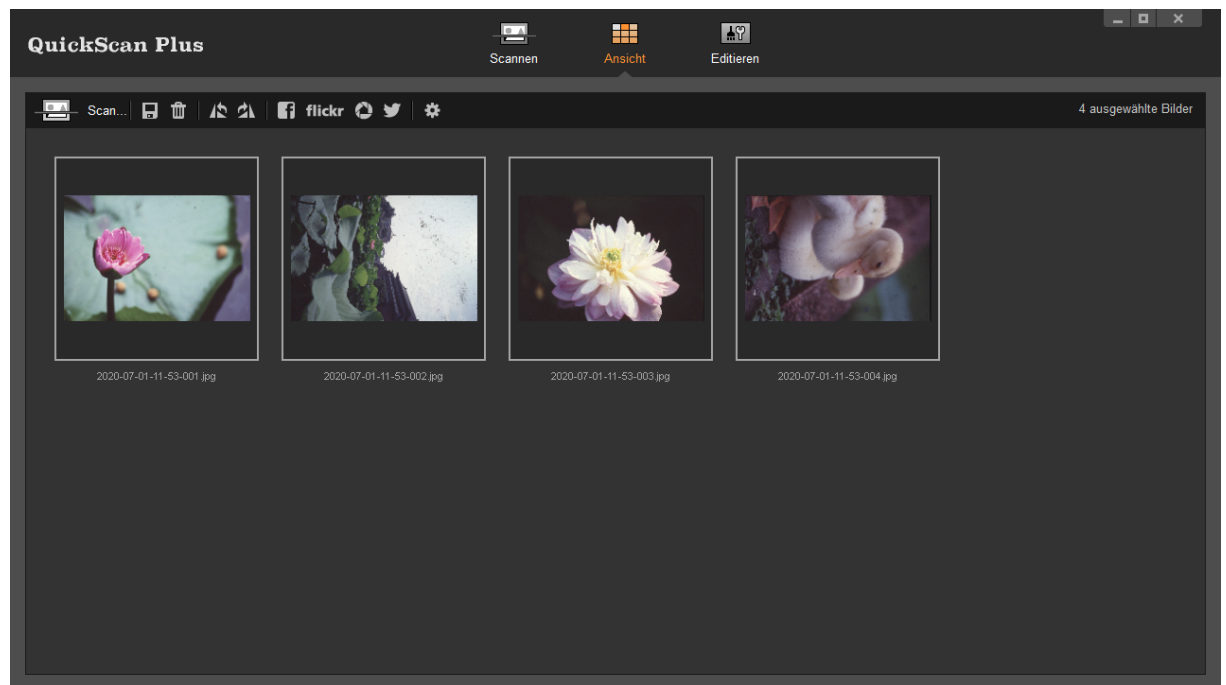 QuickScan Plus
Scannen
Ansicht
Editieren
Scan...
flickr
4 ausgewählte Bilder
2020-07-01-11-53-001.jpg
2020-07-01-11-53-002.jpg
2020-07-01-11-53-003.jpg
2020-07-01-11-53-004.jpg